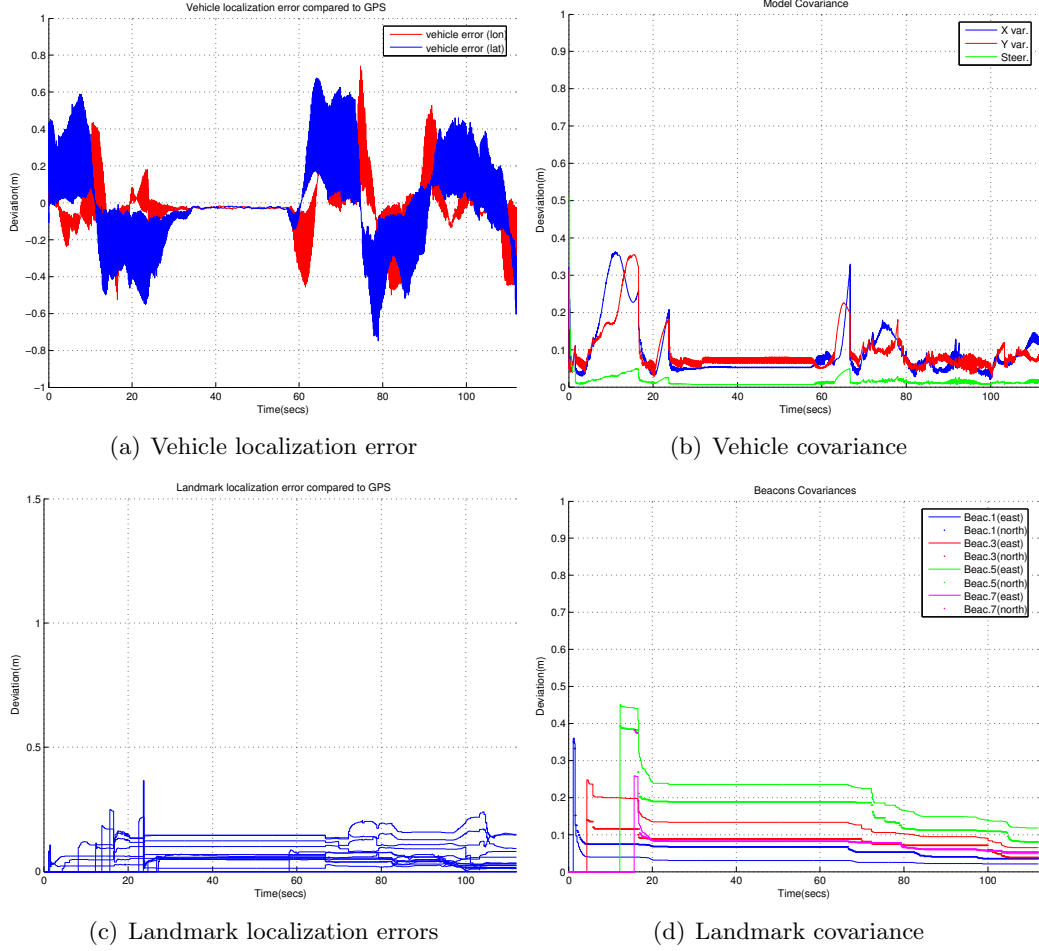 Vehicle localization error compared to GPS
1
0.8
0.6
0.4
0.2
0
−0.2
−0.4
−0.6
−0.8
−1
Deviation(m)
vehicle error (lon)
vehicle error (lat)
0 20 40 60 80 100
Time(secs)
(a) Vehicle localization error
Model Covariance
1
0.9
0.8
0.7
0.6
0.5
0.4
0.3
0.2
0.1
0
Desviation(m)
X var.
Y var.
Steer.
0 20 40 60 80 100
Time(secs)
(b) Vehicle covariance
Landmark localization error compared to GPS
1.5
1
0.5
0
Deviation(m)
0 20 40 60 80 100
Time(secs)
(c) Landmark localization errors
Beacons Covariances
1
0.9
0.8
0.7
0.6
0.5
0.4
0.3
0.2
0.1
0
Deviation(m)
Beac.1(east)
Beac.1(north)
Beac.3(east)
Beac.3(north)
Beac.5(east)
Beac.5(north)
Beac.7(east)
Beac.7(north)
0 20 40 60 80 100
Time(secs)
(d) Landmark covariance